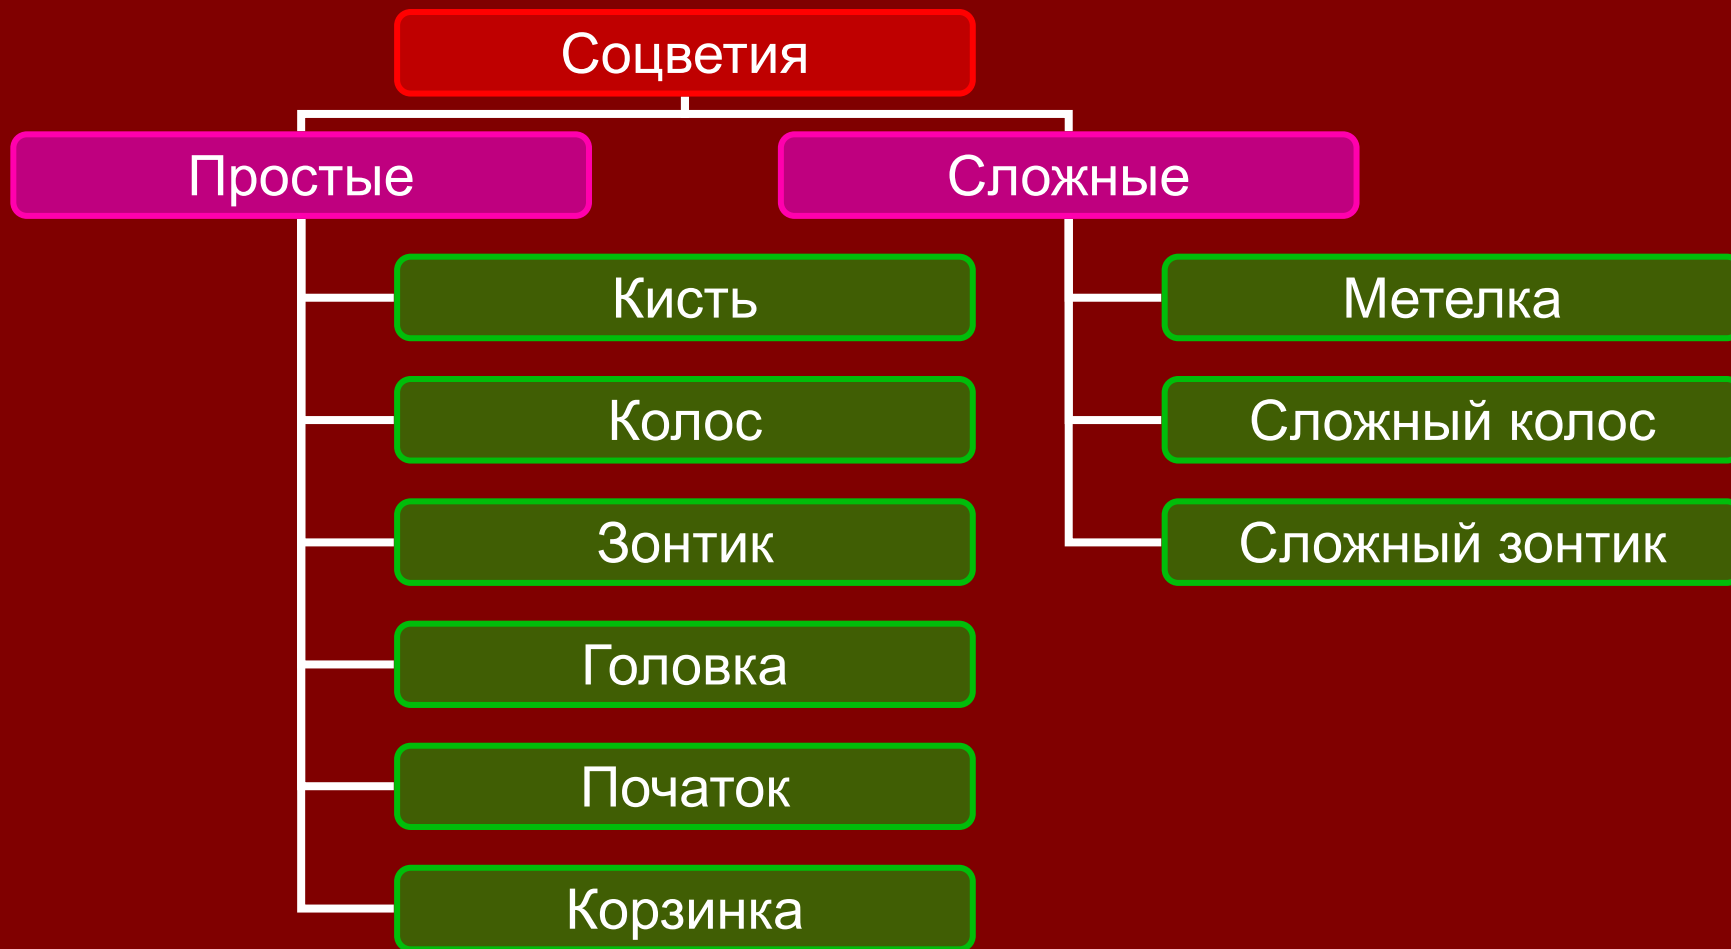 Соцветия
Простые
Сложные
Кисть
Колос
Зонтик
Головка
Початок
Корзинка
Метелка
Сложный колос
Сложный зонтик